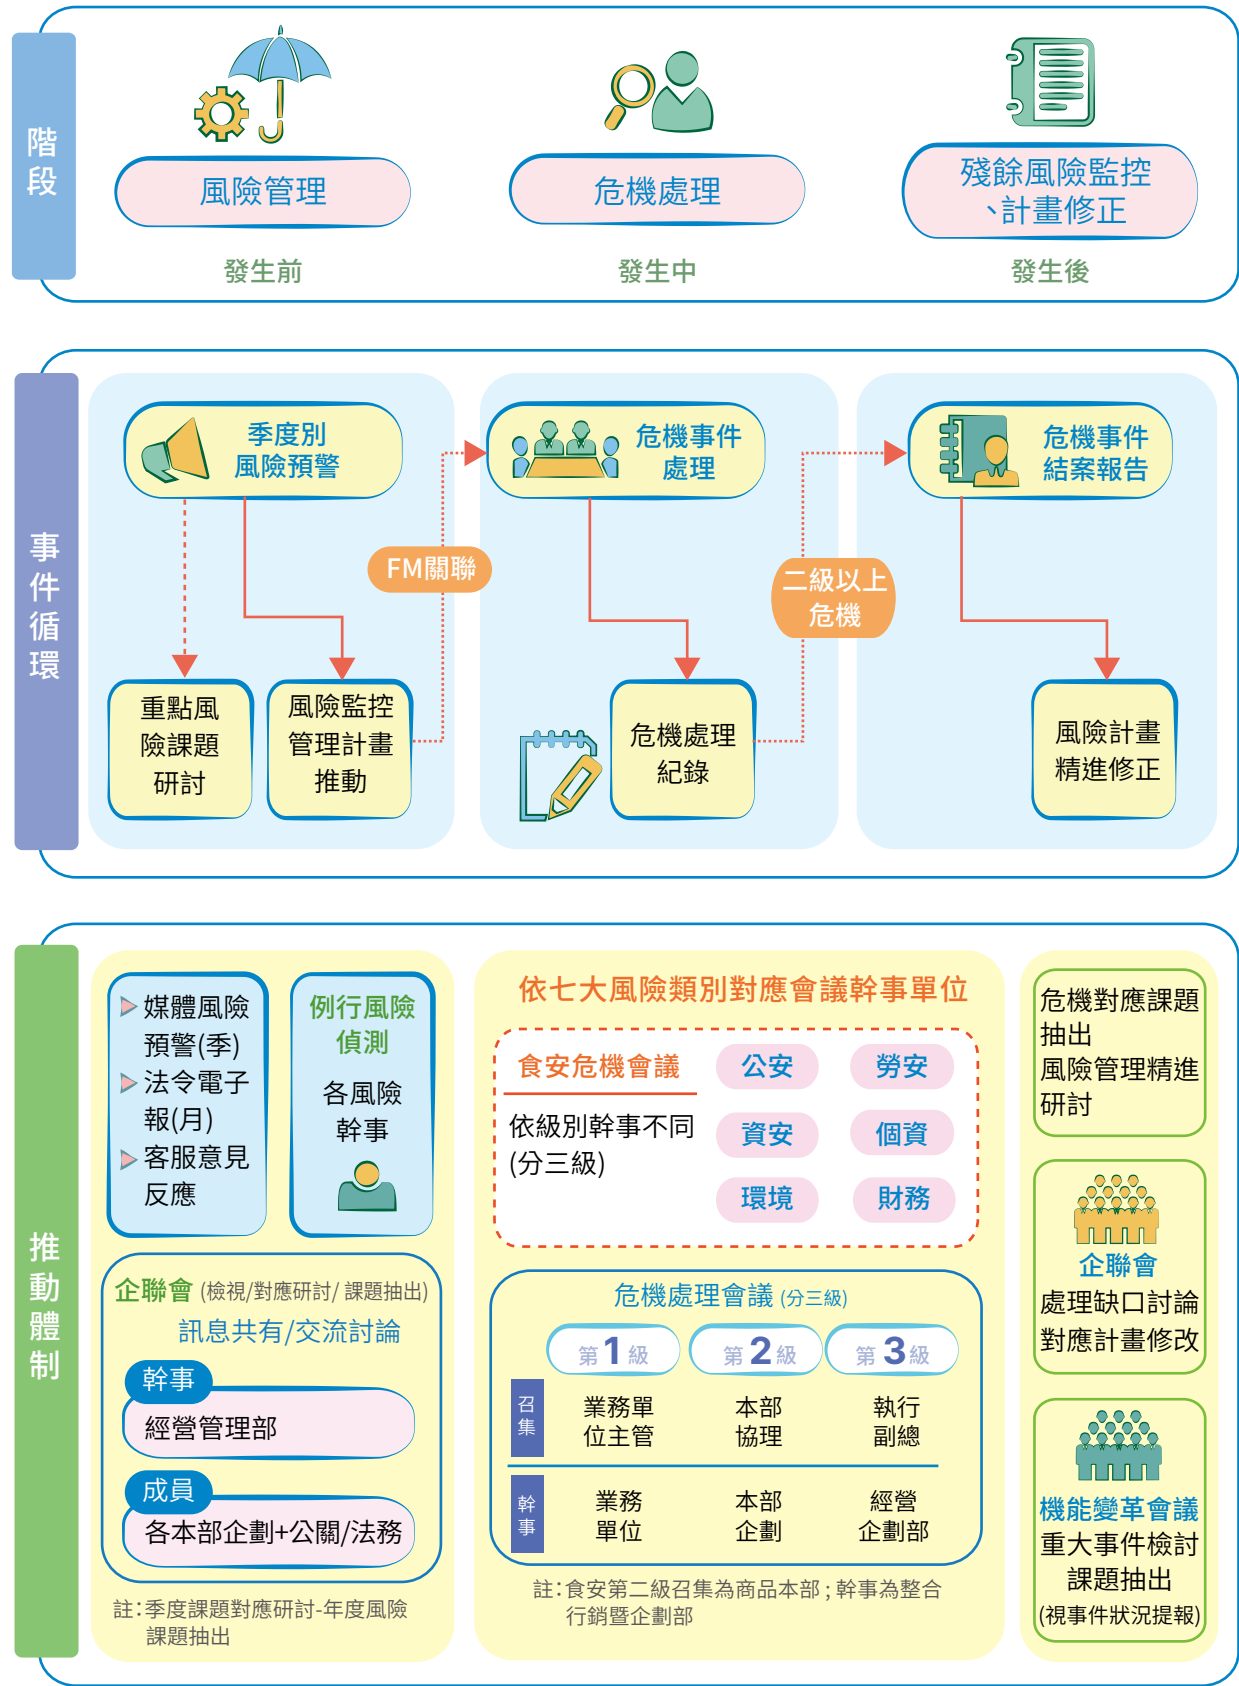 階段
風險管理
危機處理
殘餘風險監控
、計畫修正
發生前
發生中
發生後
事件循環
季度別
風險預警
危機事件
處理
危機事件
結案報告
FM關聯
二級以上
危機
重點風
險課題
研討
風險監控
管理計畫
推動
危機處理
紀錄
風險計畫
精進修正
推動體制
媒體風險
預警(季)
法令電子
報(月)
客服意見
反應
例行風險
偵測
各風險
幹事
企聯會 (檢視/對應研討/ 課題抽出)
訊息共有/交流討論
幹事
經營管理部
成員
各本部企劃+公關/法務
註：季度課題對應研討-年度風險
課題抽出
依七大風險類別對應會議幹事單位
食安危機會議
依級別幹事不同
(分三級)
公安
勞安
資安
個資
環境
財務
危機處理會議 (分三級)
第1級
第2級
第3級
召集
業務單
位主管
本部
協理
執行
副總
幹事
業務
單位
本部
企劃
經營
企劃部
註：食安第二級召集為商品本部；幹事為整合
行銷暨企劃部
危機對應課題
抽出
風險管理精進
研討
企聯會
處理缺口討論
對應計畫修改
機能變革會議
重大事件檢討
課題抽出
(視事件狀況提報)